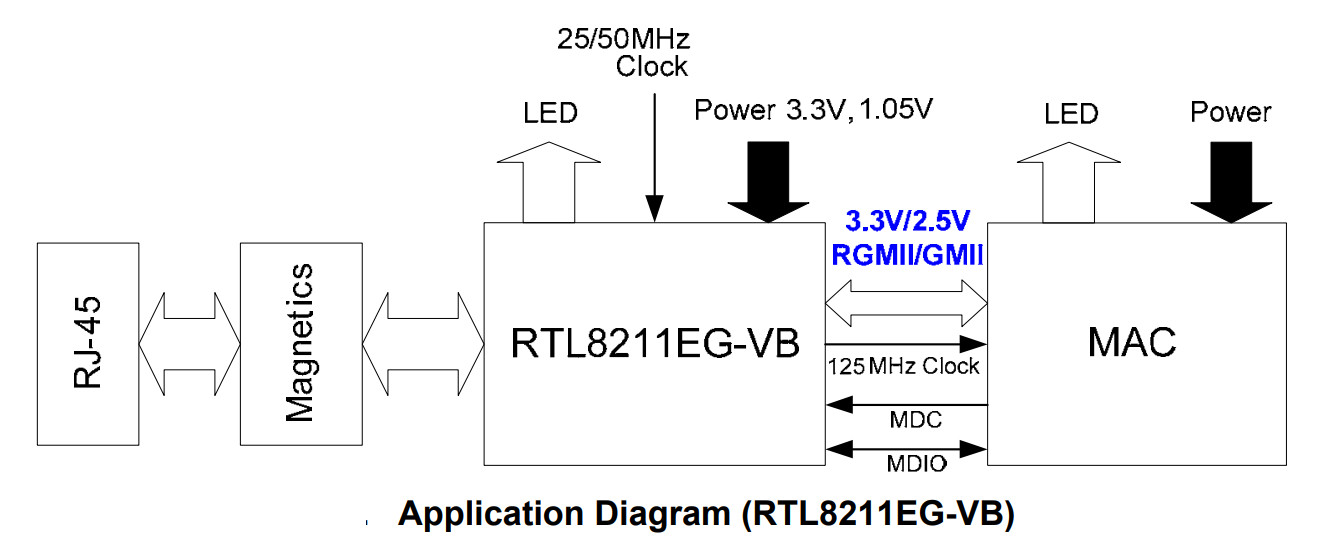 25/50MHz
Clock
LED
Power 3.3V, 1.05V
LED
Power
3.3V/2.5V
RGMII/GMII
RJ-45
Magnetics
RTL8211EG-VB
MAC
125MHz Clock
MDC
MDIO
Application Diagram (RTL8211EG-VB)